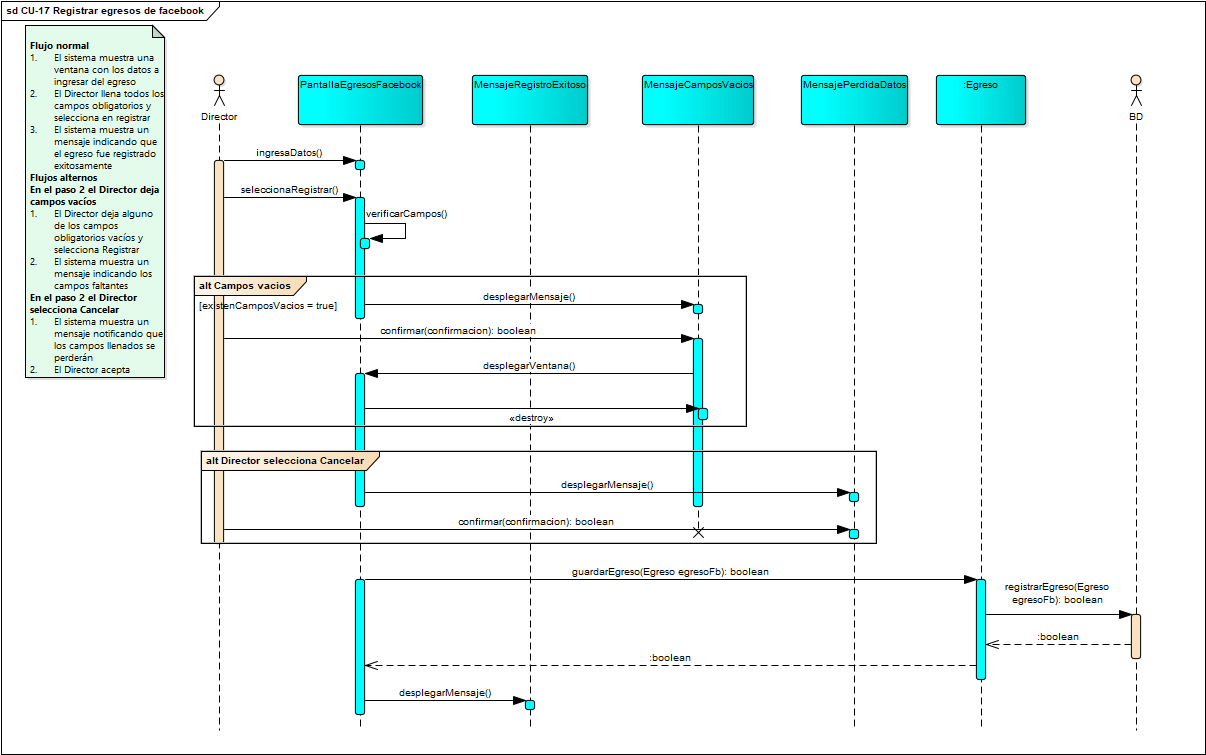 sd CU-17 Registrar egresos de facebook
Flujo normal
1. El sistema muestra una
ventana con los datos a
ingresar del egreso
2. El Director llena todos los
campos obligatorios y
selecciona en registrar
3. El sistema muestra un
mensaje indicando que
el egreso fue registrado
exitosamente
Flujos alternos
En el paso 2 el Director deja
campos vacíos
1. El Director deja alguno
de los campos
obligatorios vacíos y
selecciona Registrar
2. El sistema muestra un
mensaje indicando los
campos faltantes
En el paso 2 el Director
selecciona Cancelar
1. El sistema muestra un
mensaje notificando que
los campos llenados se
perderán
2. El Director acepta
Director
PantallaEgresosFacebook
MensajeRegistroExitoso
MensajeCamposVacios
MensajePerdidaDatos
:Egreso
BD
ingresaDatos()
seleccionaRegistrar()
verificarCampos()
alt Campos vacios
[existenCamposVacios = true]
desplegarMensaje()
confirmar(confirmacion): boolean
desplegarVentana()
«destroy»
alt Director selecciona Cancelar
desplegarMensaje()
confirmar(confirmacion): boolean
guardarEgreso(Egreso egresoFb): boolean
registrarEgreso(Egreso
egresoFb): boolean
:boolean
:boolean
desplegarMensaje()